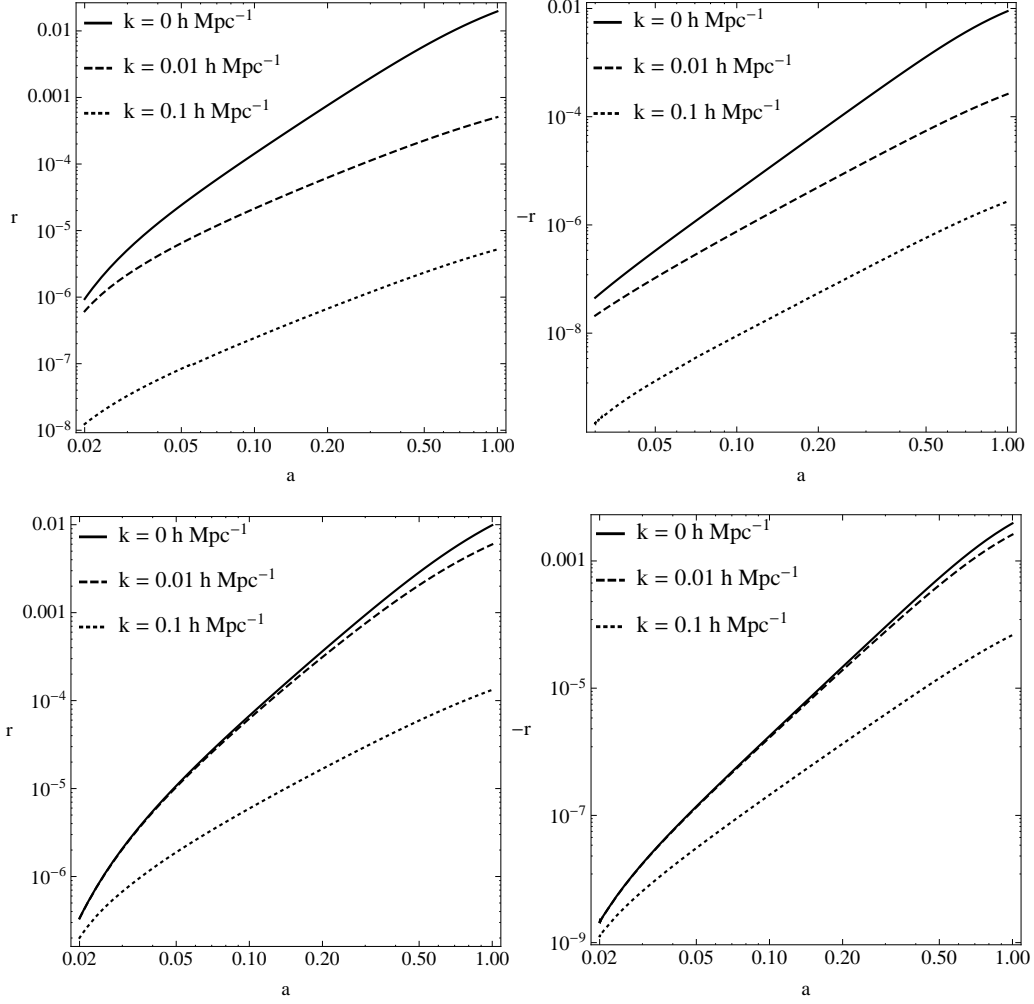 k = 0 h Mpc⁻¹
k = 0.01 h Mpc⁻¹
k = 0.1 h Mpc⁻¹
0.01
0.001
10⁻⁴
10⁻⁵
10⁻⁶
10⁻⁷
10⁻⁸
r
0.02 0.05 0.10 0.20 0.50 1.00
a
k = 0 h Mpc⁻¹
k = 0.01 h Mpc⁻¹
k = 0.1 h Mpc⁻¹
0.01
10⁻⁴
10⁻⁶
10⁻⁸
−r
0.05 0.10 0.20 0.50 1.00
a
k = 0 h Mpc⁻¹
k = 0.01 h Mpc⁻¹
k = 0.1 h Mpc⁻¹
0.01
0.001
10⁻⁴
10⁻⁵
10⁻⁶
r
0.02 0.05 0.10 0.20 0.50 1.00
a
k = 0 h Mpc⁻¹
k = 0.01 h Mpc⁻¹
k = 0.1 h Mpc⁻¹
0.001
10⁻⁵
10⁻⁷
10⁻⁹
−r
0.02 0.05 0.10 0.20 0.50 1.00
a